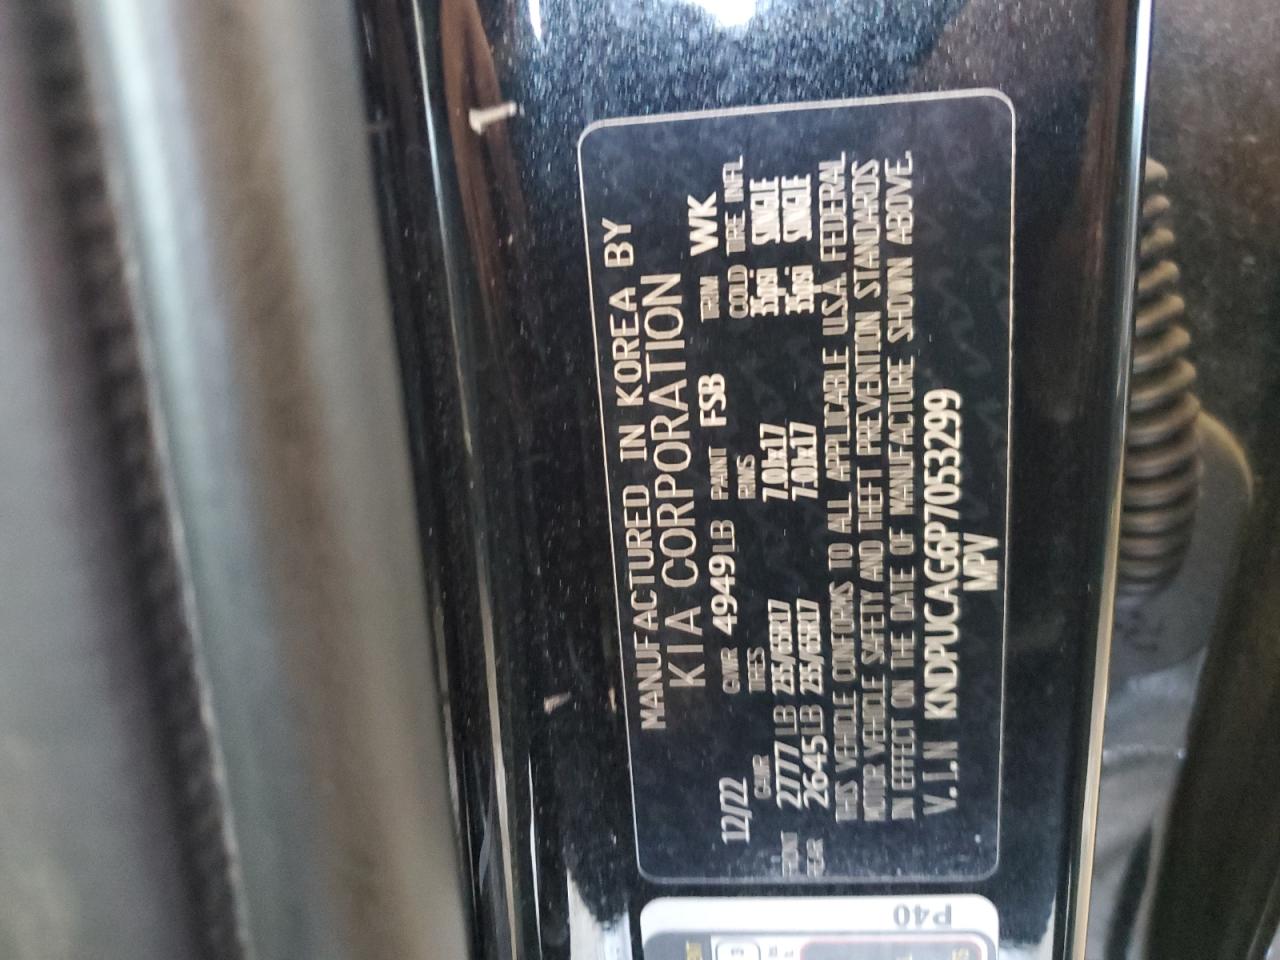 MANUFACTURED IN KOREA BY
KIA CORPORATION
12/22 GVWR 4949LB PAINT FSB TRIM WK
GAWR TIRES RIMS COLD TIRE INFL
FRONT 2777LB 235/65R17 7.0Jx17 35psi SINGLE
REAR 2645LB 235/65R17 7.0Jx17 35psi SINGLE
THIS VEHICLE CONFORMS TO ALL APPLICABLE U.S.A. FEDERAL
MOTOR VEHICLE SAFETY AND THEFT PREVENTION STANDARDS
IN EFFECT ON THE DATE OF MANUFACTURE SHOWN ABOVE.
V.I.N KNDPUCAG6P7053299
MPV
P40